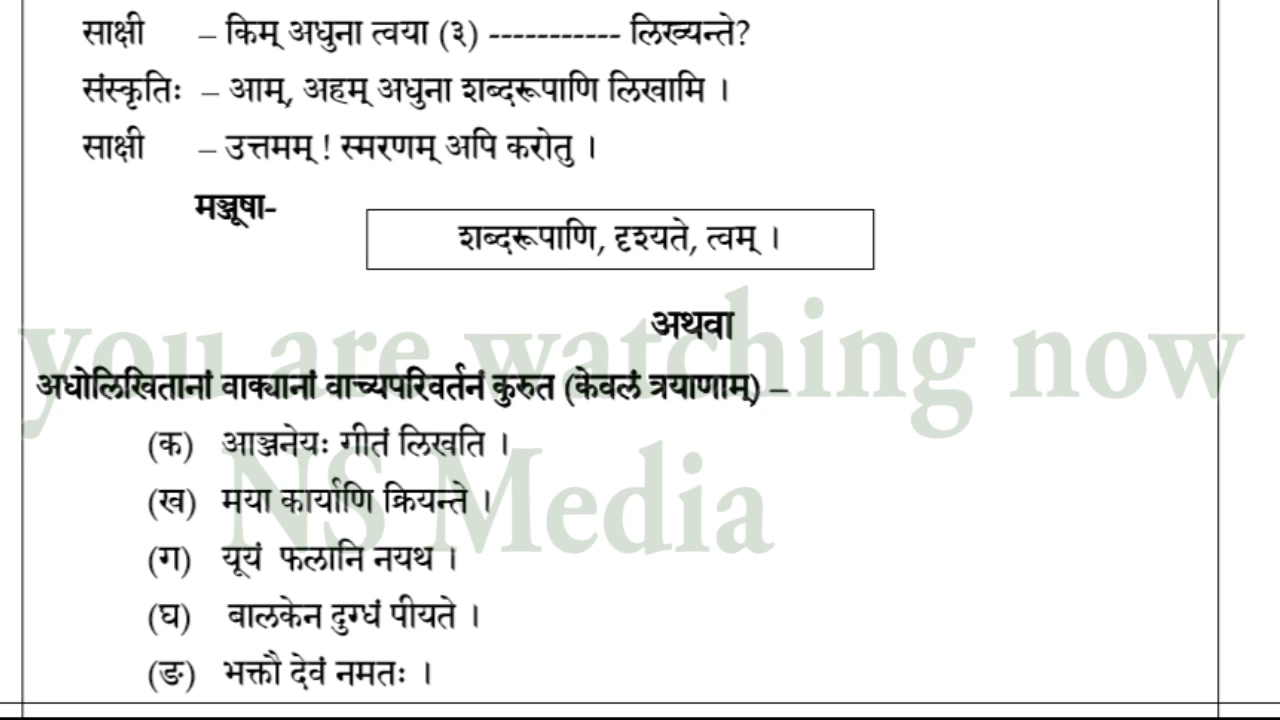 साक्षी – किम् अधुना त्वया (३) ----------- लिख्यन्ते?
संस्कृतिः – आम्, अहम् अधुना शब्दरूपाणि लिखामि ।
साक्षी – उत्तमम् ! स्मरणम् अपि करोतु ।
मञ्जूषा-
शब्दरूपाणि, दृश्यते, त्वम् ।
अथवा
you are watching now
अधोलिखितानां वाक्यानां वाच्यपरिवर्तनं कुरुत (केवलं त्रयाणाम्) –
(क) आञ्जनेयः गीतं लिखति ।
NS Media
(ख) मया कार्याणि क्रियन्ते ।
(ग) यूयं फलानि नयथ ।
(घ) बालकेन दुग्धं पीयते ।
(ङ) भक्तौ देवं नमतः ।